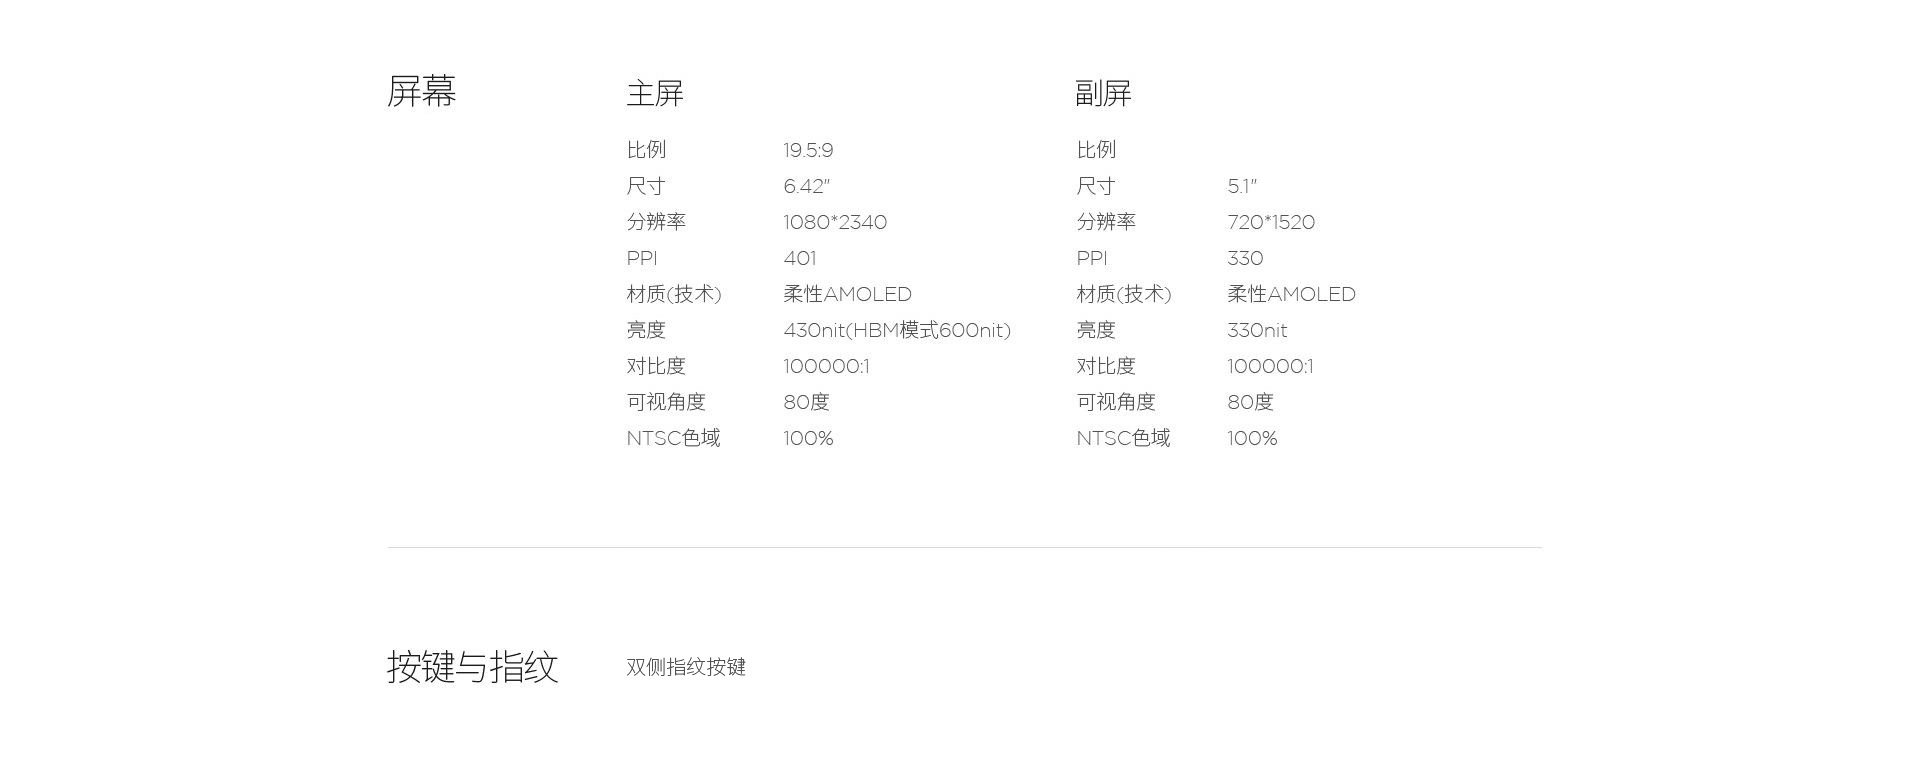 屏幕
主屏
比例 19.5:9
尺寸 6.42"
分辨率 1080*2340
PPI 401
材质(技术) 柔性AMOLED
亮度 430nit(HBM模式600nit)
对比度 100000:1
可视角度 80度
NTSC色域 100%
副屏
比例
尺寸 5.1"
分辨率 720*1520
PPI 330
材质(技术) 柔性AMOLED
亮度 330nit
对比度 100000:1
可视角度 80度
NTSC色域 100%
按键与指纹 双侧指纹按键